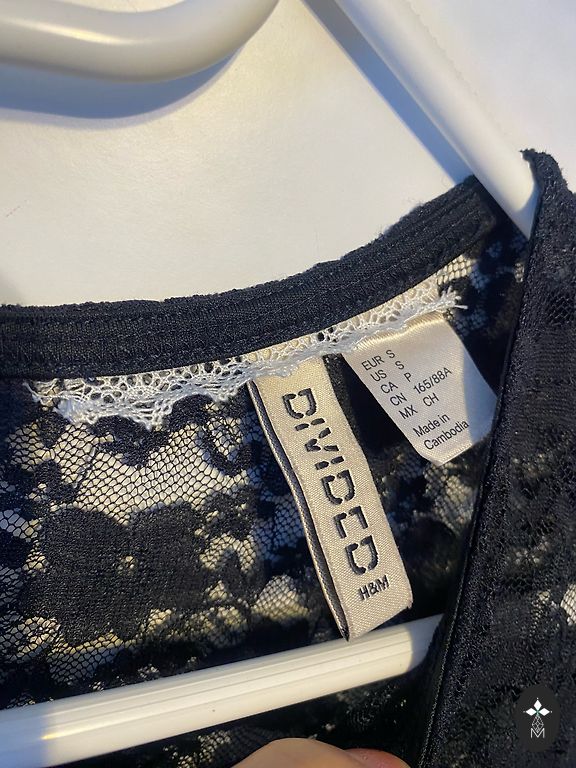 EUR S
US S
CA P
CN 165/88A
MX CH
Made in
Cambodia
DIVIDED
H&M
M